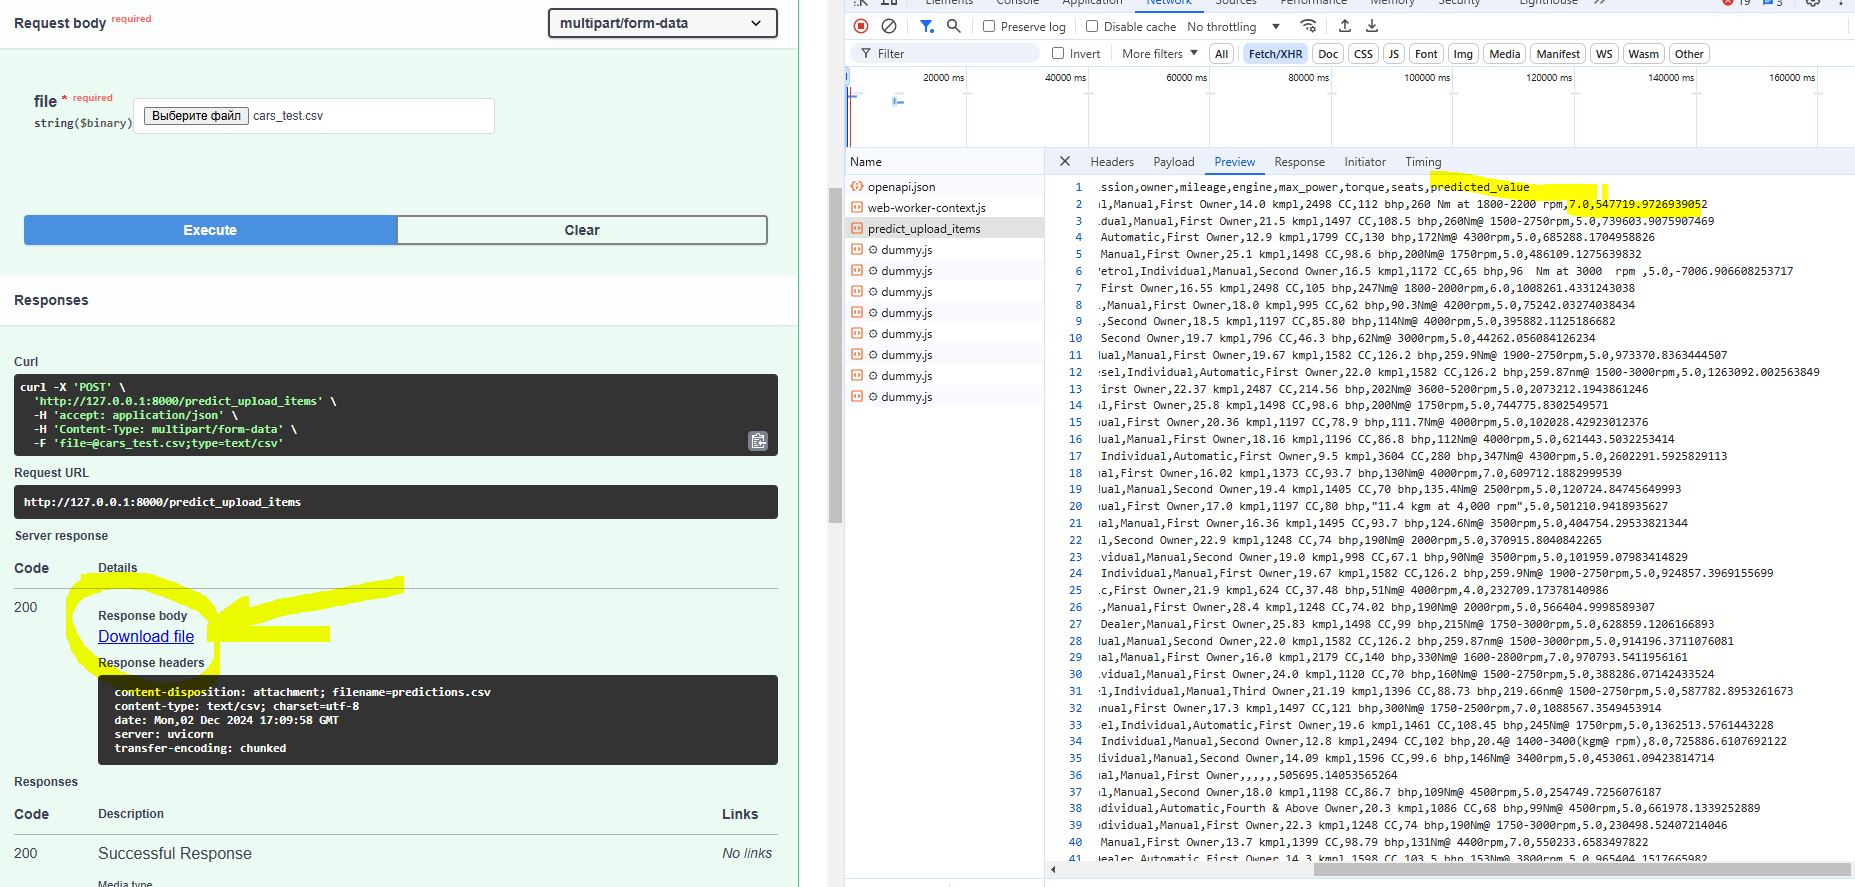 Request body required
multipart/form-data
file * required
string($binary)
Выберите файл cars_test.csv
Execute
Clear
Responses
Curl
curl -X 'POST' \
'http://127.0.0.1:8000/predict_upload_items' \
-H 'accept: application/json' \
-H 'Content-Type: multipart/form-data' \
-F 'file=@cars_test.csv;type=text/csv'
Request URL
http://127.0.0.1:8000/predict_upload_items
Server response
Code Details
200
Response body
Download file
Response headers
content-disposition: attachment; filename=predictions.csv
content-type: text/csv; charset=utf-8
date: Mon,02 Dec 2024 17:09:58 GMT
server: uvicorn
transfer-encoding: chunked
Responses
Code Description Links
200 Successful Response No links
Media type
Elements Console Application Network Sources Performance Memory Security Lighthouse 19 3
Preserve log Disable cache No throttling
Filter Invert More filters All Fetch/XHR Doc CSS JS Font Img Media Manifest WS Wasm Other
20000 ms 40000 ms 60000 ms 80000 ms 100000 ms 120000 ms 140000 ms 160000 ms
Name
openapi.json
web-worker-context.js
predict_upload_items
dummy.js
dummy.js
dummy.js
dummy.js
dummy.js
dummy.js
dummy.js
dummy.js
Headers Payload Preview Response Initiator Timing
1 ission,owner,mileage,engine,max_power,torque,seats,predicted_value
2 l,Manual,First Owner,14.0 kmpl,2498 CC,112 bhp,260 Nm at 1800-2200 rpm,7.0,547719.9726939052
3 dual,Manual,First Owner,21.5 kmpl,1497 CC,108.5 bhp,260Nm@ 1500-2750rpm,5.0,739603.9075907469
4 Automatic,First Owner,12.9 kmpl,1799 CC,130 bhp,172Nm@ 4300rpm,5.0,685288.1704958826
5 Manual,First Owner,25.1 kmpl,1498 CC,98.6 bhp,200Nm@ 1750rpm,5.0,486109.1275639832
6 Petrol,Individual,Manual,Second Owner,16.5 kmpl,1172 CC,65 bhp,96  Nm at 3000  rpm ,5.0,-7006.906608253717
7 First Owner,16.55 kmpl,2498 CC,105 bhp,247Nm@ 1800-2000rpm,6.0,1008261.4331243038
8 ,Manual,First Owner,18.0 kmpl,995 CC,62 bhp,90.3Nm@ 4200rpm,5.0,75242.03274038434
9 ,Second Owner,18.5 kmpl,1197 CC,85.80 bhp,114Nm@ 4000rpm,5.0,395882.1125186682
10 Second Owner,19.7 kmpl,796 CC,46.3 bhp,62Nm@ 3000rpm,5.0,44262.056084126234
11 ual,Manual,First Owner,19.67 kmpl,1582 CC,126.2 bhp,259.9Nm@ 1900-2750rpm,5.0,973370.8363444507
12 esel,Individual,Automatic,First Owner,22.0 kmpl,1582 CC,126.2 bhp,259.87nm@ 1500-3000rpm,5.0,1263092.002563849
13 First Owner,22.37 kmpl,2487 CC,214.56 bhp,202Nm@ 3600-5200rpm,5.0,2073212.1943861246
14 l,First Owner,25.8 kmpl,1498 CC,98.6 bhp,200Nm@ 1750rpm,5.0,744775.8302549571
15 ual,First Owner,20.36 kmpl,1197 CC,78.9 bhp,111.7Nm@ 4000rpm,5.0,102028.42923012376
16 al,Manual,First Owner,18.16 kmpl,1196 CC,86.8 bhp,112Nm@ 4000rpm,5.0,621443.5032253414
17 Individual,Automatic,First Owner,9.5 kmpl,3604 CC,280 bhp,347Nm@ 4300rpm,5.0,2602291.5925829113
18 al,First Owner,16.02 kmpl,1373 CC,93.7 bhp,130Nm@ 4000rpm,7.0,609712.1882999539
19 dual,Manual,Second Owner,19.4 kmpl,1405 CC,70 bhp,135.4Nm@ 2500rpm,5.0,120724.84745649993
20 ual,First Owner,17.0 kmpl,1197 CC,80 bhp,"11.4 kgm at 4,000 rpm",5.0,501210.9418935627
21 al,Manual,First Owner,16.36 kmpl,1495 CC,93.7 bhp,124.6Nm@ 3500rpm,5.0,404754.29533821344
22 l,Second Owner,22.9 kmpl,1248 CC,74 bhp,190Nm@ 2000rpm,5.0,370915.8040842265
23 vidual,Manual,Second Owner,19.0 kmpl,998 CC,67.1 bhp,90Nm@ 3500rpm,5.0,101959.07983414829
24 Individual,Manual,First Owner,19.67 kmpl,1582 CC,126.2 bhp,259.9Nm@ 1900-2750rpm,5.0,924857.3969155699
25 c,First Owner,21.9 kmpl,624 CC,37.48 bhp,51Nm@ 4000rpm,4.0,232709.17378140986
26 ,Manual,First Owner,28.4 kmpl,1248 CC,74.02 bhp,190Nm@ 2000rpm,5.0,566404.9998589307
27 Dealer,Manual,First Owner,25.83 kmpl,1498 CC,99 bhp,215Nm@ 1750-3000rpm,5.0,628859.1206166893
28 dual,Manual,Second Owner,22.0 kmpl,1582 CC,126.2 bhp,259.87nm@ 1500-3000rpm,5.0,914196.3711076081
29 al,Manual,First Owner,16.0 kmpl,2179 CC,140 bhp,330Nm@ 1600-2800rpm,7.0,970793.5411956161
30 ividual,Manual,First Owner,24.0 kmpl,1120 CC,70 bhp,160Nm@ 1500-2750rpm,5.0,388286.07142433524
31 el,Individual,Manual,Third Owner,21.19 kmpl,1396 CC,88.73 bhp,219.66nm@ 1500-2750rpm,5.0,587782.8953261673
32 anual,First Owner,17.3 kmpl,1497 CC,121 bhp,300Nm@ 1750-2500rpm,7.0,1088567.3549453914
33 sel,Individual,Automatic,First Owner,19.6 kmpl,1461 CC,108.45 bhp,245Nm@ 1750rpm,5.0,1362513.5761443228
34 Individual,Manual,Second Owner,12.8 kmpl,2494 CC,102 bhp,20.4@ 1400-3400(kgm@ rpm),8.0,725886.6107692122
35 dividual,Manual,Second Owner,14.09 kmpl,1596 CC,99.6 bhp,146Nm@ 3400rpm,5.0,453061.09423814714
36 al,Manual,First Owner,,,,,,505695.14053565264
37 ual,Manual,Second Owner,18.0 kmpl,1198 CC,86.7 bhp,109Nm@ 4500rpm,5.0,254749.7256076187
38 ndividual,Automatic,Fourth & Above Owner,20.3 kmpl,1086 CC,68 bhp,99Nm@ 4500rpm,5.0,661978.1339252889
39 dividual,Manual,First Owner,22.3 kmpl,1248 CC,74 bhp,190Nm@ 1750-3000rpm,5.0,230498.52407214046
40 Manual,First Owner,13.7 kmpl,1399 CC,98.79 bhp,131Nm@ 4400rpm,7.0,550233.6583497822
41 Dealer,Automatic,First Owner,14.3 kmpl,1598 CC,103.5 bhp,153Nm@ 3800rpm,5.0,965404.1517665982